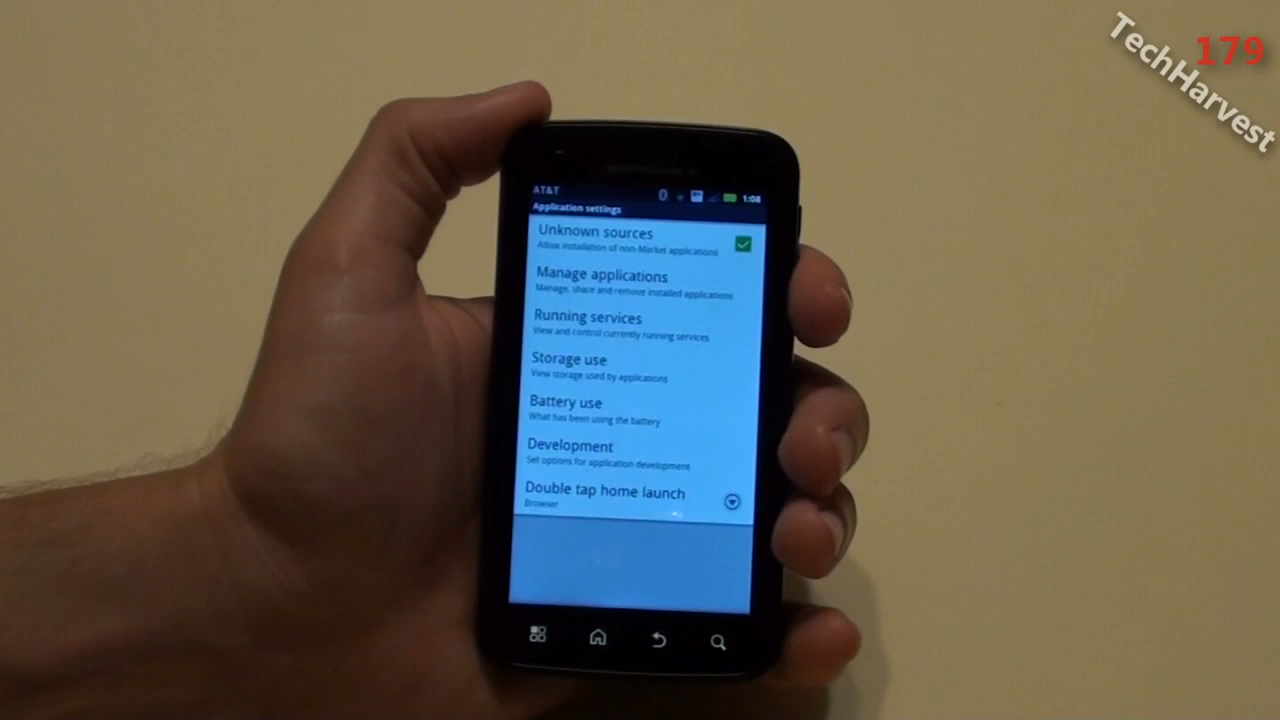 179
TechHarvest
AT&T
1:08
Application settings
Unknown sources
Allow installation of non-Market applications
Manage applications
Manage, share and remove installed applications
Running services
View and control currently running services
Storage use
View storage used by applications
Battery use
What has been using the battery
Development
Set options for application development
Double tap home launch
Browser